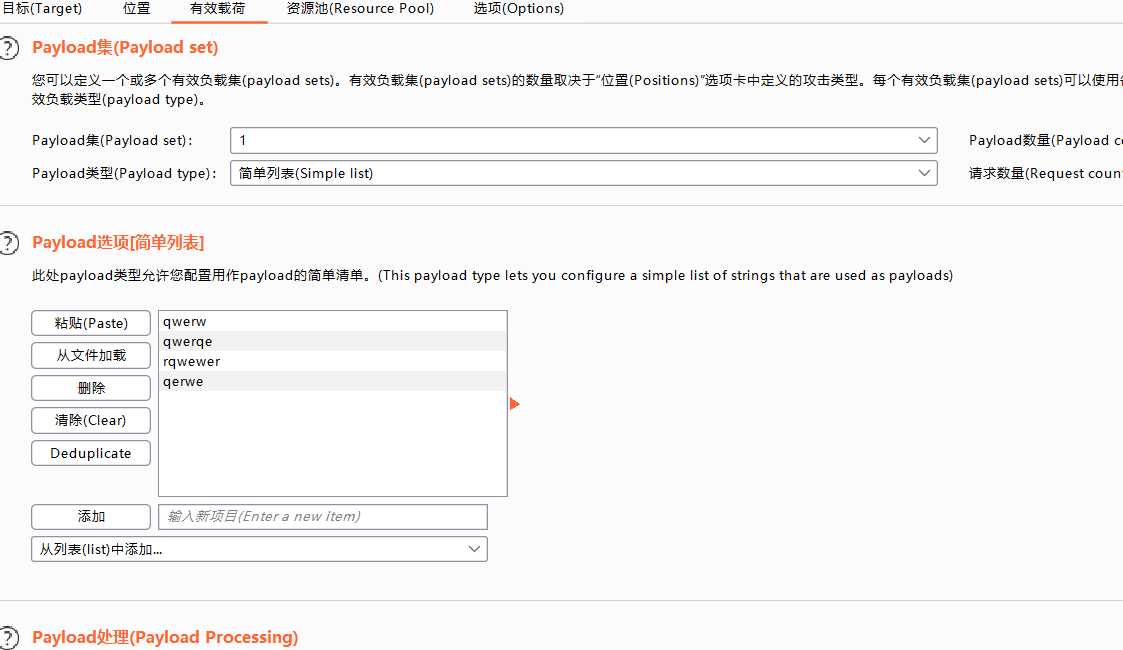 目标(Target) 位置 有效载荷 资源池(Resource Pool) 选项(Options)
Payload集(Payload set)
您可以定义一个或多个有效负载集(payload sets)。有效负载集(payload sets)的数量取决于“位置(Positions)”选项卡中定义的攻击类型。每个有效负载集(payload sets)可以使用
效负载类型(payload type)。
Payload集(Payload set): 1 Payload数量(Payload
Payload类型(Payload type): 简单列表(Simple list) 请求数量(Request
Payload选项[简单列表]
此处payload类型允许您配置用作payload的简单清单。(This payload type lets you configure a simple list of strings that are used as payloads)
粘贴(Paste)
从文件加载
删除
清除(Clear)
Deduplicate
qwerw
qwerqe
rqwewer
qerwe
添加 输入新项目(Enter a new item)
从列表(list)中添加...
Payload处理(Payload Processing)